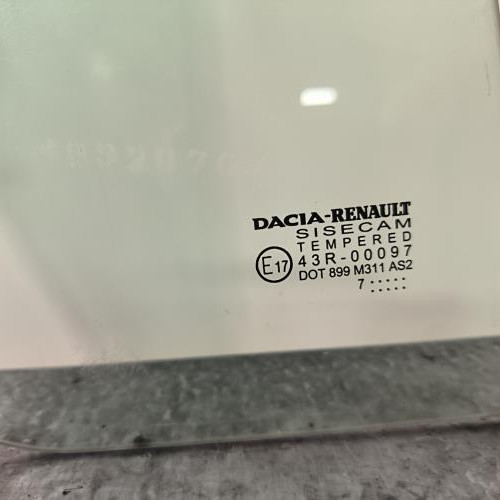 DACIA-RENAULT
SISECAM
TEMPERED
E17 43R-00097
DOT 899 M311 AS2
7 ..... .....